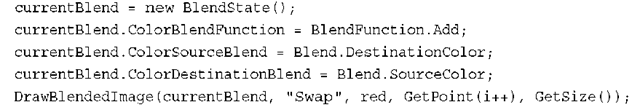 currentBlend = new BlendState();
currentBlend.ColorBlendFunction = BlendFunction.Add;
currentBlend.ColorSourceBlend = Blend.DestinationColor;
currentBlend.ColorDestinationBlend = Blend.SourceColor;
DrawBlendedImage(currentBlend, "Swap", red, GetPoint(i++), GetSize());